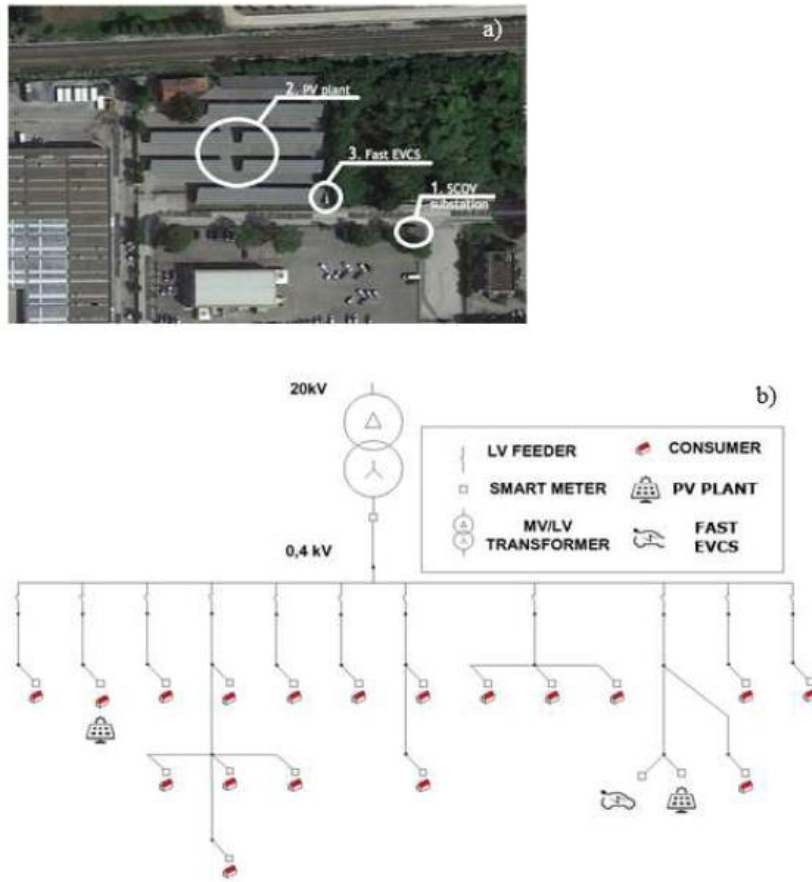 a)
2. PV plant
3. Fast EVCS
1. SCOV
substation
b)
20kV
LV FEEDER
CONSUMER
SMART METER
PV PLANT
MV/LV
TRANSFORMER
FAST
EVCS
0,4 kV